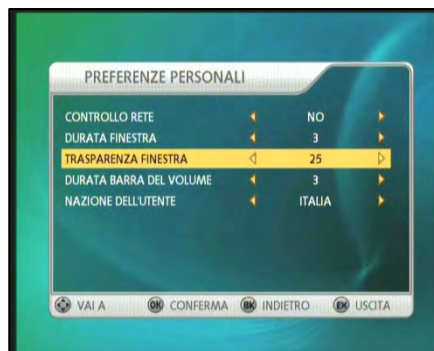 PREFERENZE PERSONALI
CONTROLLO RETE NO
DURATA FINESTRA 3
TRASPARENZA FINESTRA 25
DURATA BARRA DEL VOLUME 3
NAZIONE DELL'UTENTE ITALIA
VAI A OK CONFERMA BK INDIETRO EX USCITA